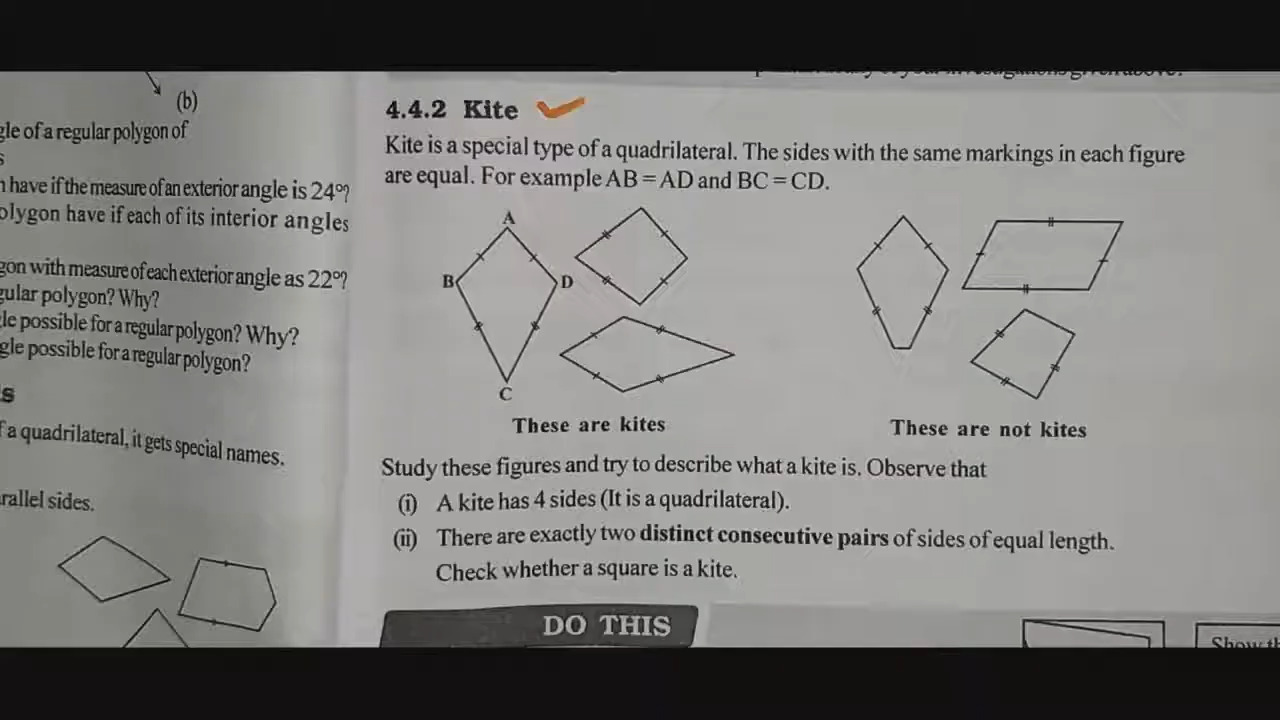 (b)
gle of a regular polygon of
s
n have if the measure of an exterior angle is 24°?
olygon have if each of its interior angles
gon with measure of each exterior angle as 22°?
gular polygon? Why?
le possible for a regular polygon? Why?
gle possible for a regular polygon?
s
f a quadrilateral, it gets special names.
rallel sides.
4.4.2 Kite
Kite is a special type of a quadrilateral. The sides with the same markings in each figure
are equal. For example AB = AD and BC = CD.
A
B
D
C
These are kites
These are not kites
Study these figures and try to describe what a kite is. Observe that
(i) A kite has 4 sides (It is a quadrilateral).
(ii) There are exactly two distinct consecutive pairs of sides of equal length.
Check whether a square is a kite.
DO THIS
Show th